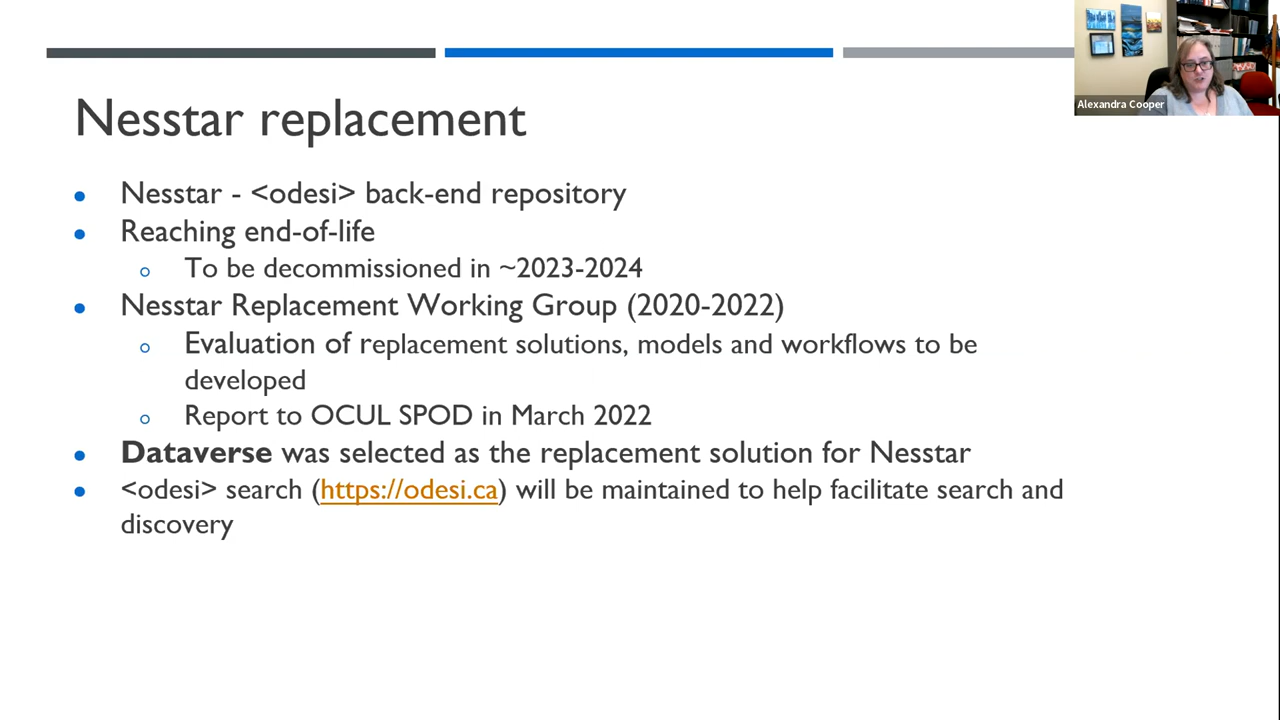 Alexandra Cooper
Nesstar replacement
• Nesstar - <odesi> back-end repository
• Reaching end-of-life
○ To be decommissioned in ~2023-2024
• Nesstar Replacement Working Group (2020-2022)
○ Evaluation of replacement solutions, models and workflows to be
developed
○ Report to OCUL SPOD in March 2022
• Dataverse was selected as the replacement solution for Nesstar
• <odesi> search (https://odesi.ca) will be maintained to help facilitate search and
discovery